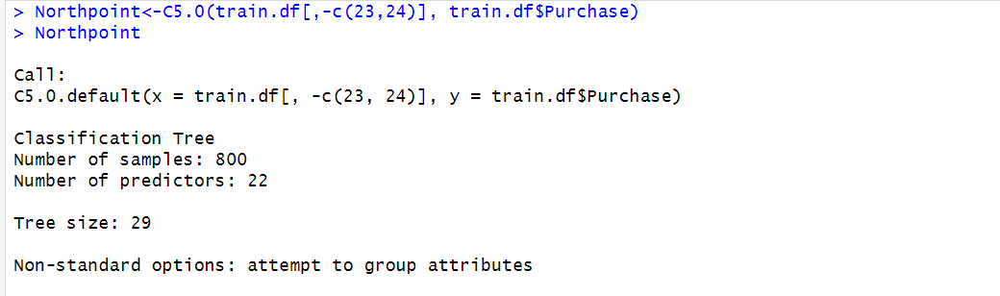 > Northpoint<-C5.0(train.df[,-c(23,24)], train.df$Purchase)
> Northpoint
Call:
C5.0.default(x = train.df[, -c(23, 24)], y = train.df$Purchase)
Classification Tree
Number of samples: 800
Number of predictors: 22
Tree size: 29
Non-standard options: attempt to group attributes